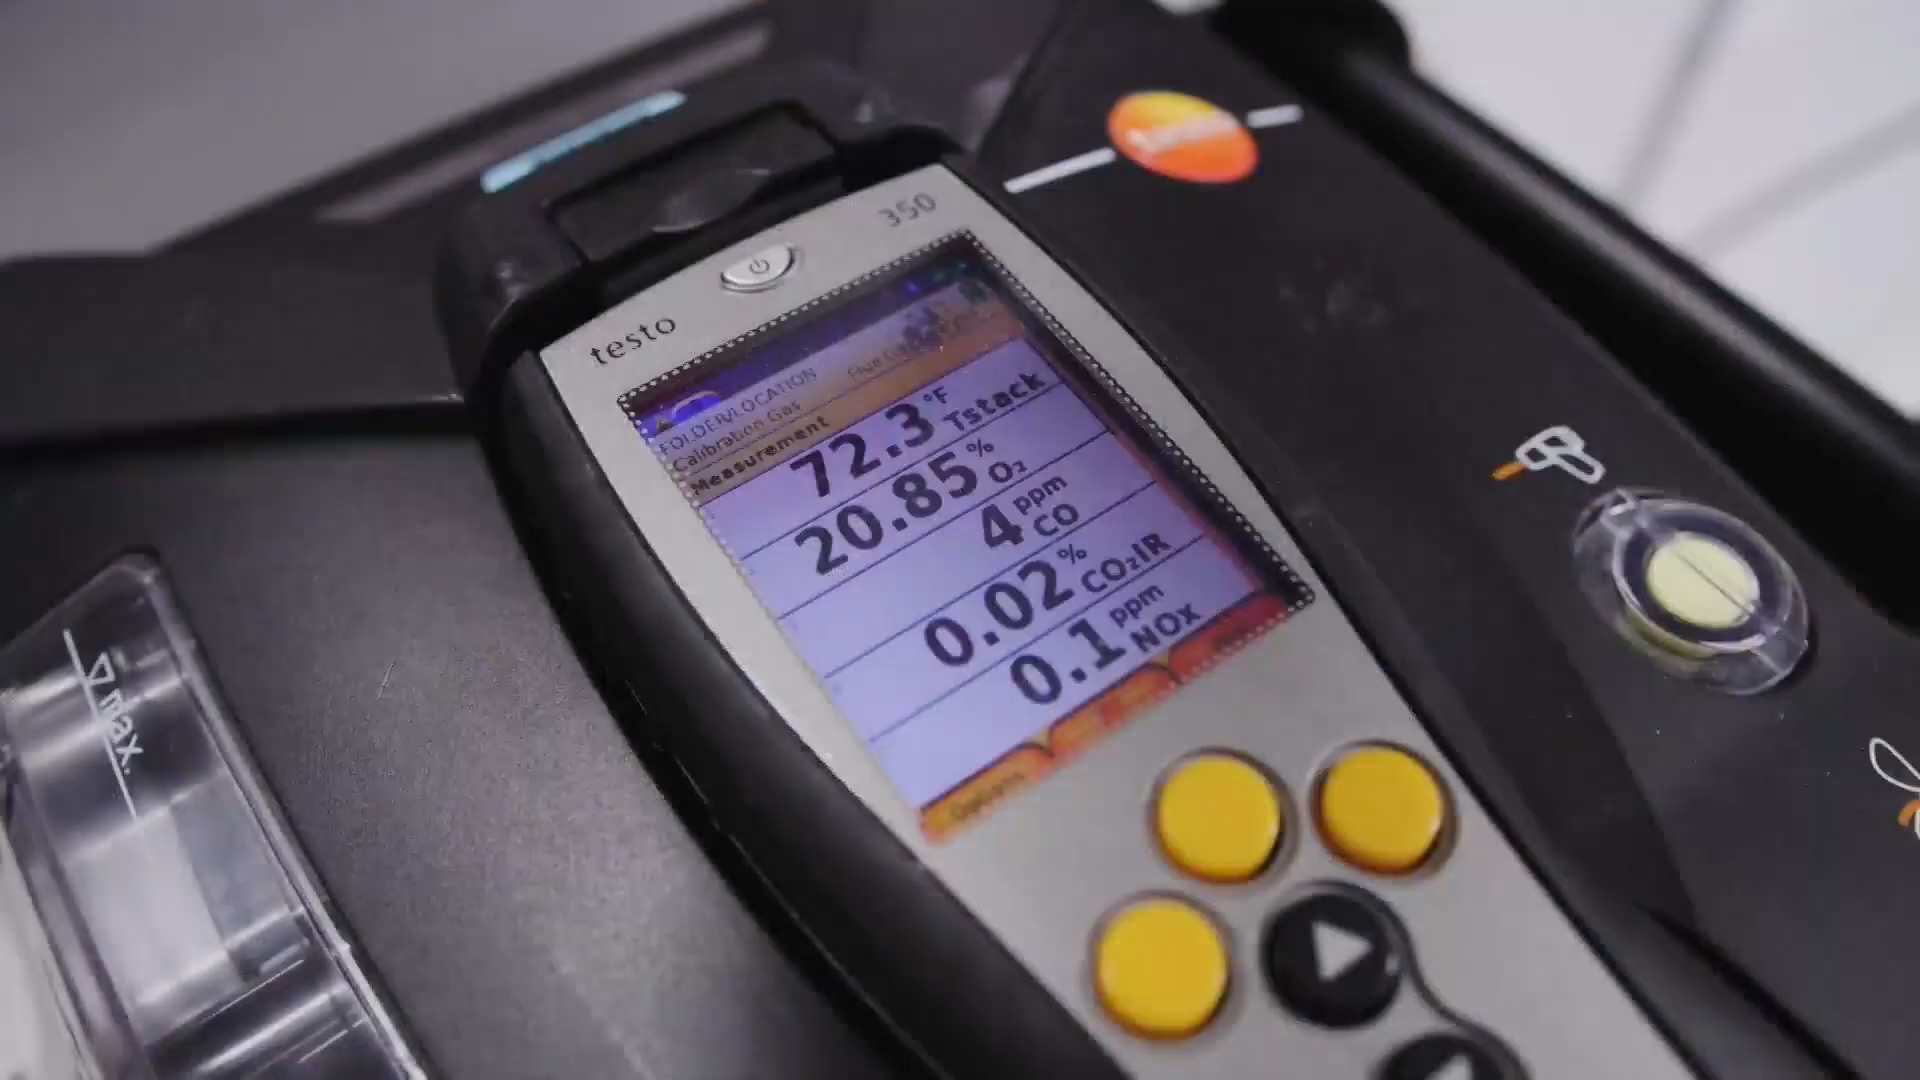 350
testo
FOLDER/LOCATION
Calibration Gas
Measurement
72.3 °F Tstack
20.85 % O₂
4 ppm CO
0.02 % CO₂IR
0.1 ppm NOx
Options
max.